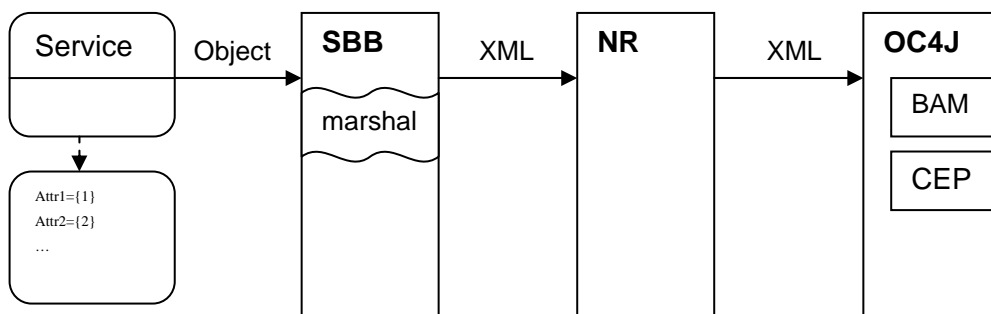 Service
Object
SBB
XML
NR
XML
OC4J
marshal
BAM
CEP
Attr1={1}
Attr2={2}
…